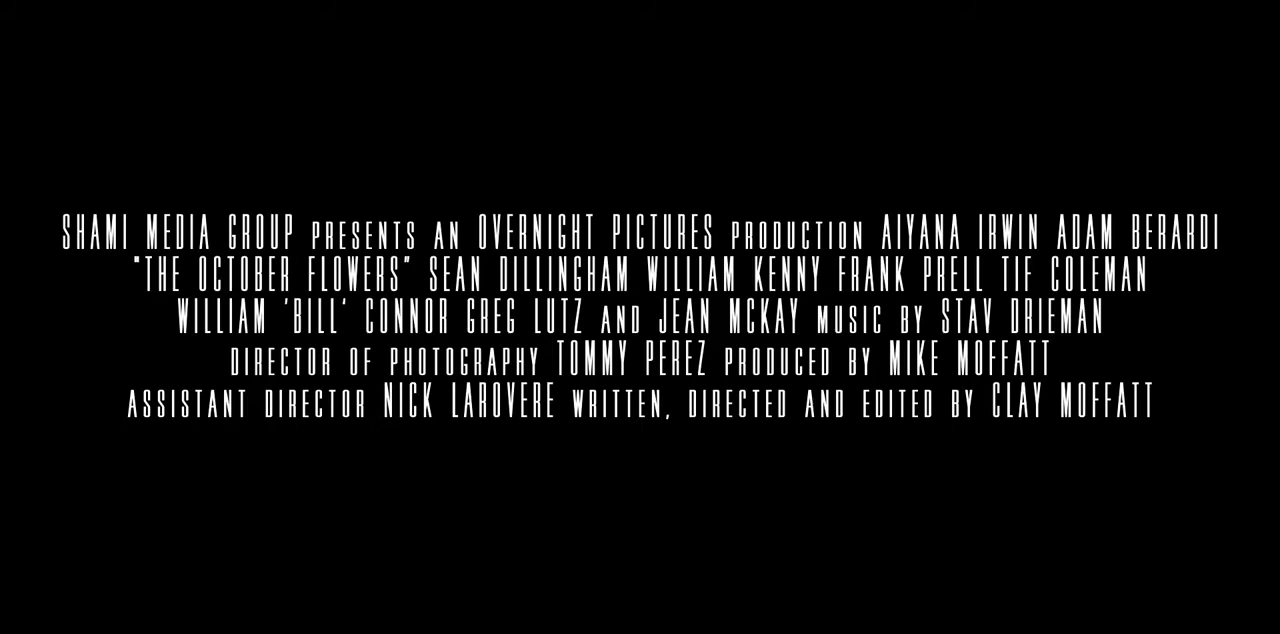 SHAMI MEDIA GROUP PRESENTS AN OVERNIGHT PICTURES PRODUCTION AIYANA IRWIN ADAM BERARDI
"THE OCTOBER FLOWERS" SEAN DILLINGHAM WILLIAM KENNY FRANK PRELL TIF COLEMAN
WILLIAM 'BILL' CONNOR GREG LUTZ AND JEAN MCKAY MUSIC BY STAV DRIEMAN
DIRECTOR OF PHOTOGRAPHY TOMMY PEREZ PRODUCED BY MIKE MOFFATT
ASSISTANT DIRECTOR NICK LAROVERE WRITTEN, DIRECTED AND EDITED BY CLAY MOFFATT